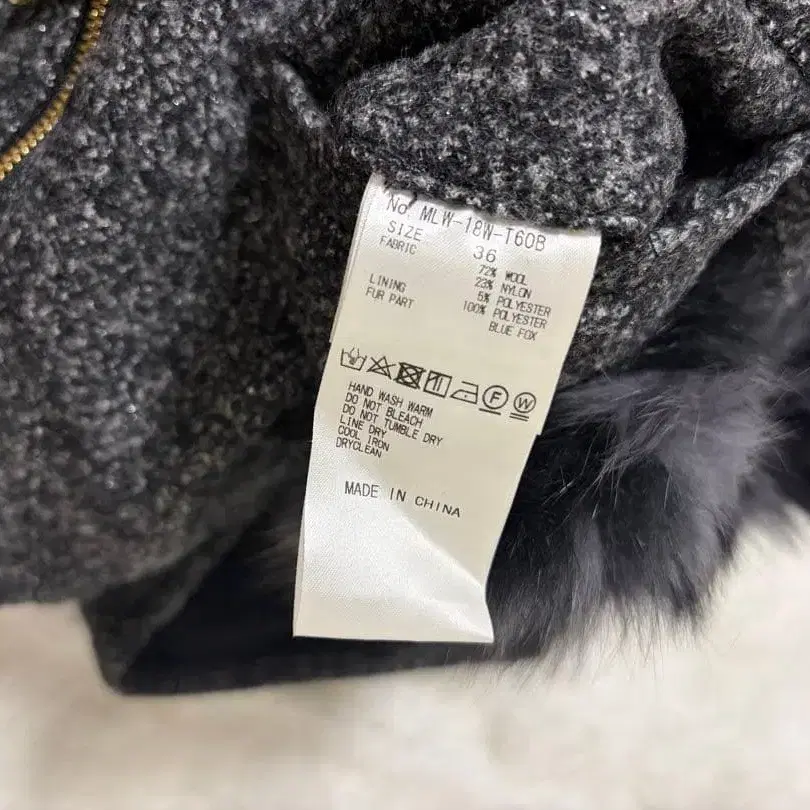 No. MLW-18W-T60B
SIZE 36
FABRIC 72% WOOL
23% NYLON
5% POLYESTER
LINING 100% POLYESTER
FUR PART BLUE FOX
F W
HAND WASH WARM
DO NOT BLEACH
DO NOT TUMBLE DRY
LINE DRY
COOL IRON
DRYCLEAN
MADE IN CHINA